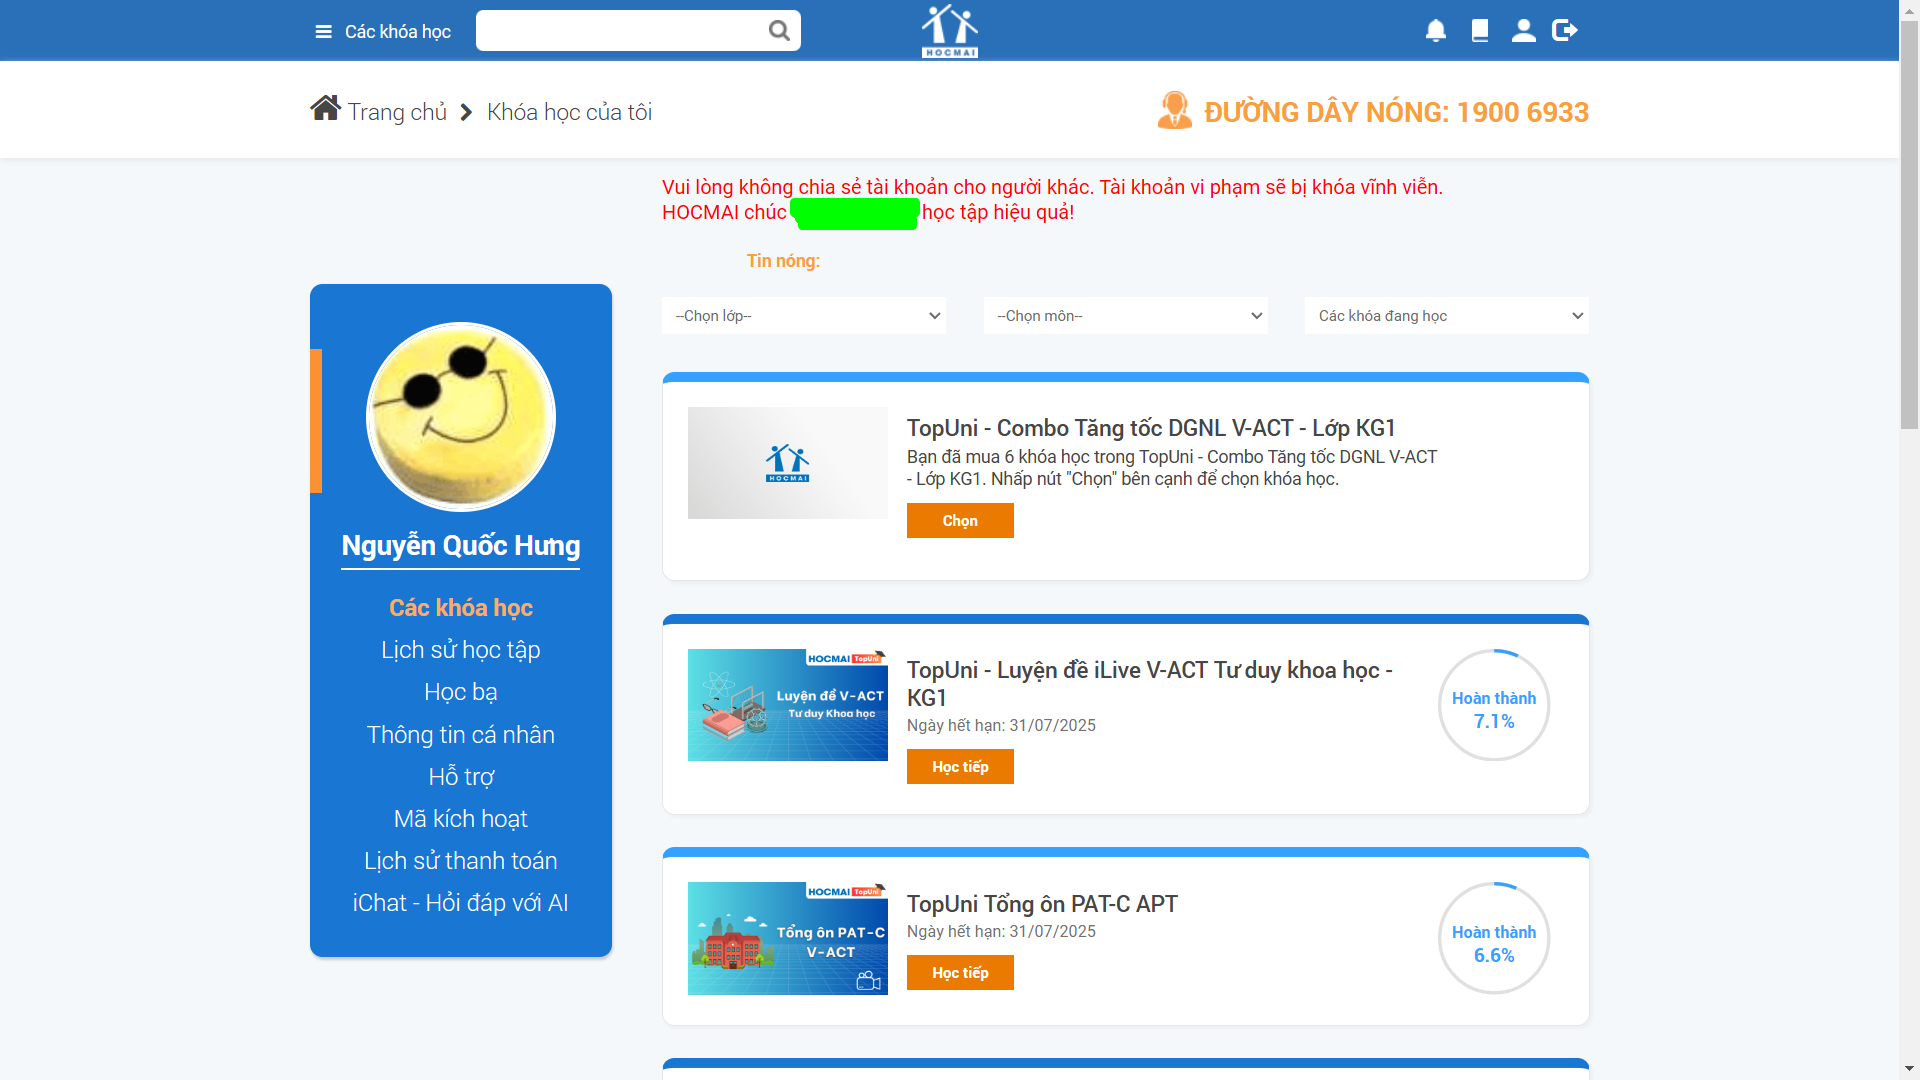 Các khóa học
HOCMAI
Trang chủ
Khóa học của tôi
ĐƯỜNG DÂY NÓNG: 1900 6933
Vui lòng không chia sẻ tài khoản cho người khác. Tài khoản vi phạm sẽ bị khóa vĩnh viễn.
HOCMAI chúc học tập hiệu quả!
Tin nóng:
--Chọn lớp--
--Chọn môn--
Các khóa đang học
Nguyễn Quốc Hưng
Các khóa học
Lịch sử học tập
Học bạ
Thông tin cá nhân
Hỗ trợ
Mã kích hoạt
Lịch sử thanh toán
iChat - Hỏi đáp với AI
HOCMAI
TopUni - Combo Tăng tốc DGNL V-ACT - Lớp KG1
Bạn đã mua 6 khóa học trong TopUni - Combo Tăng tốc DGNL V-ACT
- Lớp KG1. Nhấp nút "Chọn" bên cạnh để chọn khóa học.
Chọn
HOCMAI TopUni
Luyện đề V-ACT
Tư duy Khoa học
TopUni - Luyện đề iLive V-ACT Tư duy khoa học -
KG1
Ngày hết hạn: 31/07/2025
Học tiếp
Hoàn thành
7.1%
HOCMAI TopUni
Tổng ôn PAT-C
V-ACT
TopUni Tổng ôn PAT-C APT
Ngày hết hạn: 31/07/2025
Học tiếp
Hoàn thành
6.6%